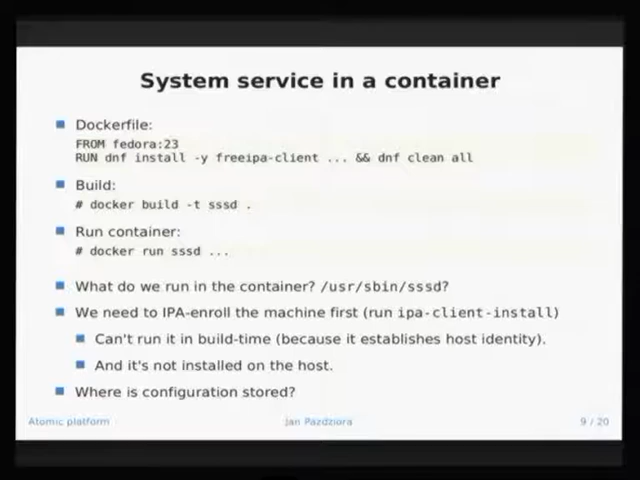 System service in a container
Dockerfile:
FROM fedora:23
RUN dnf install -y freeipa-client ... && dnf clean all
Build:
# docker build -t sssd .
Run container:
# docker run sssd ...
What do we run in the container? /usr/sbin/sssd?
We need to IPA-enroll the machine first (run ipa-client-install)
Can't run it in build-time (because it establishes host identity).
And it's not installed on the host.
Where is configuration stored?
Atomic platform Jan Pazdziora 9 / 20